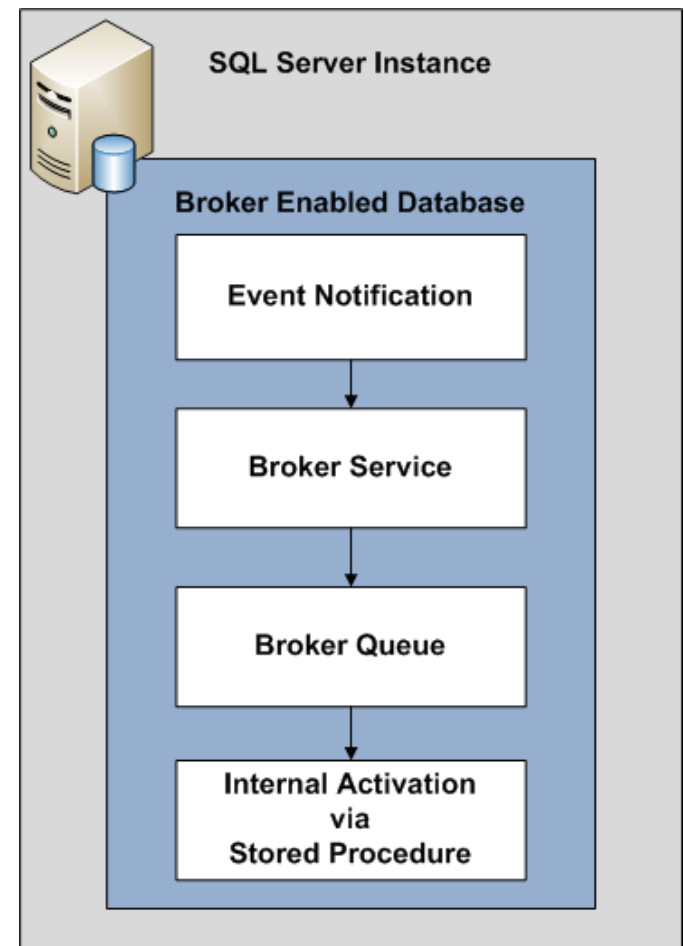 SQL Server Instance
Broker Enabled Database
Event Notification
Broker Service
Broker Queue
Internal Activation
via
Stored Procedure